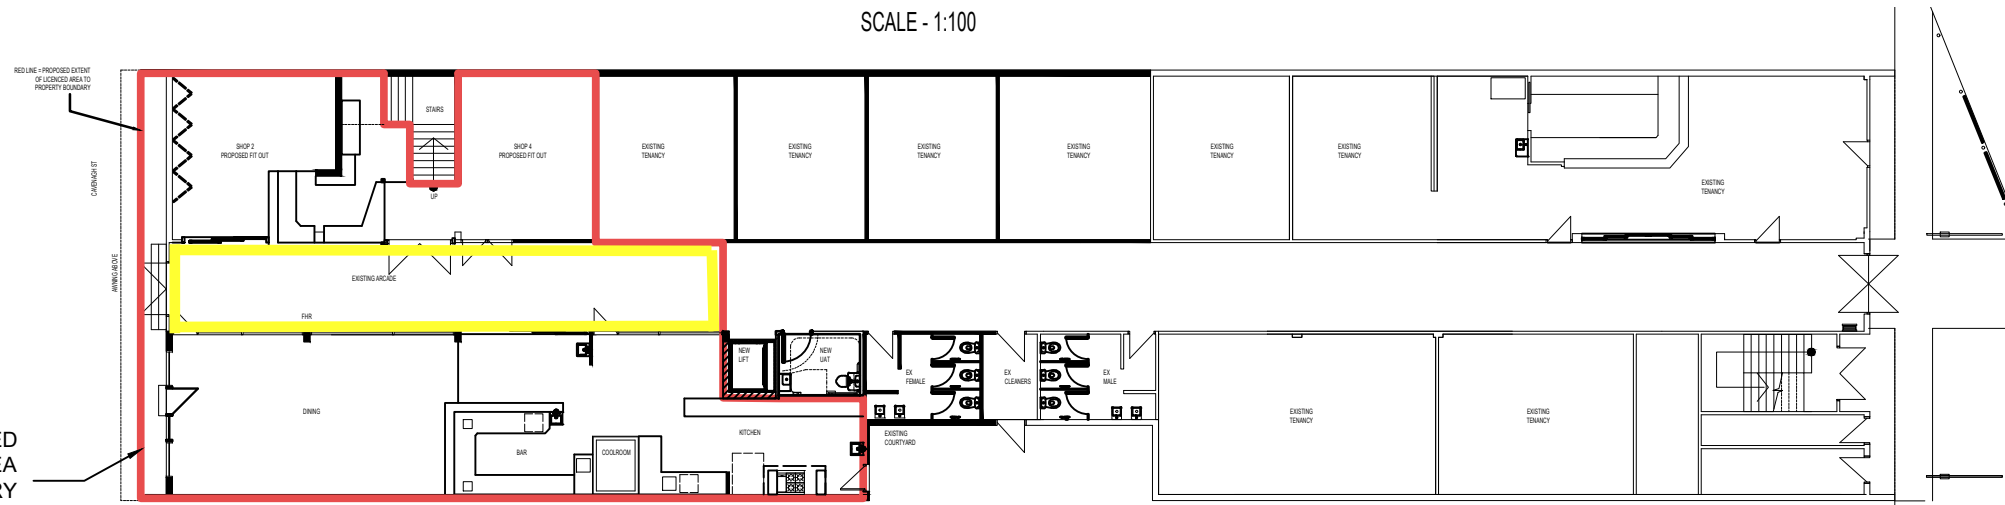 SCALE - 1:100
RED LINE = PROPOSED EXTENT
OF LICENCED AREA TO
PROPERTY BOUNDARY
CAVENAGH ST
AWNING ABOVE
SHOP 2
PROPOSED FIT OUT
STAIRS
UP
SHOP 4
PROPOSED FIT OUT
EXISTING
TENANCY
EXISTING
TENANCY
EXISTING
TENANCY
EXISTING
TENANCY
EXISTING
TENANCY
EXISTING
TENANCY
EXISTING
TENANCY
EXISTING ARCADE
FHR
NEW
LIFT
NEW
UAT
EX
FEMALE
EX
CLEANERS
EX
MALE
DINING
BAR
COOLROOM
KITCHEN
EXISTING
COURTYARD
EXISTING
TENANCY
EXISTING
TENANCY
ED
EA
RY